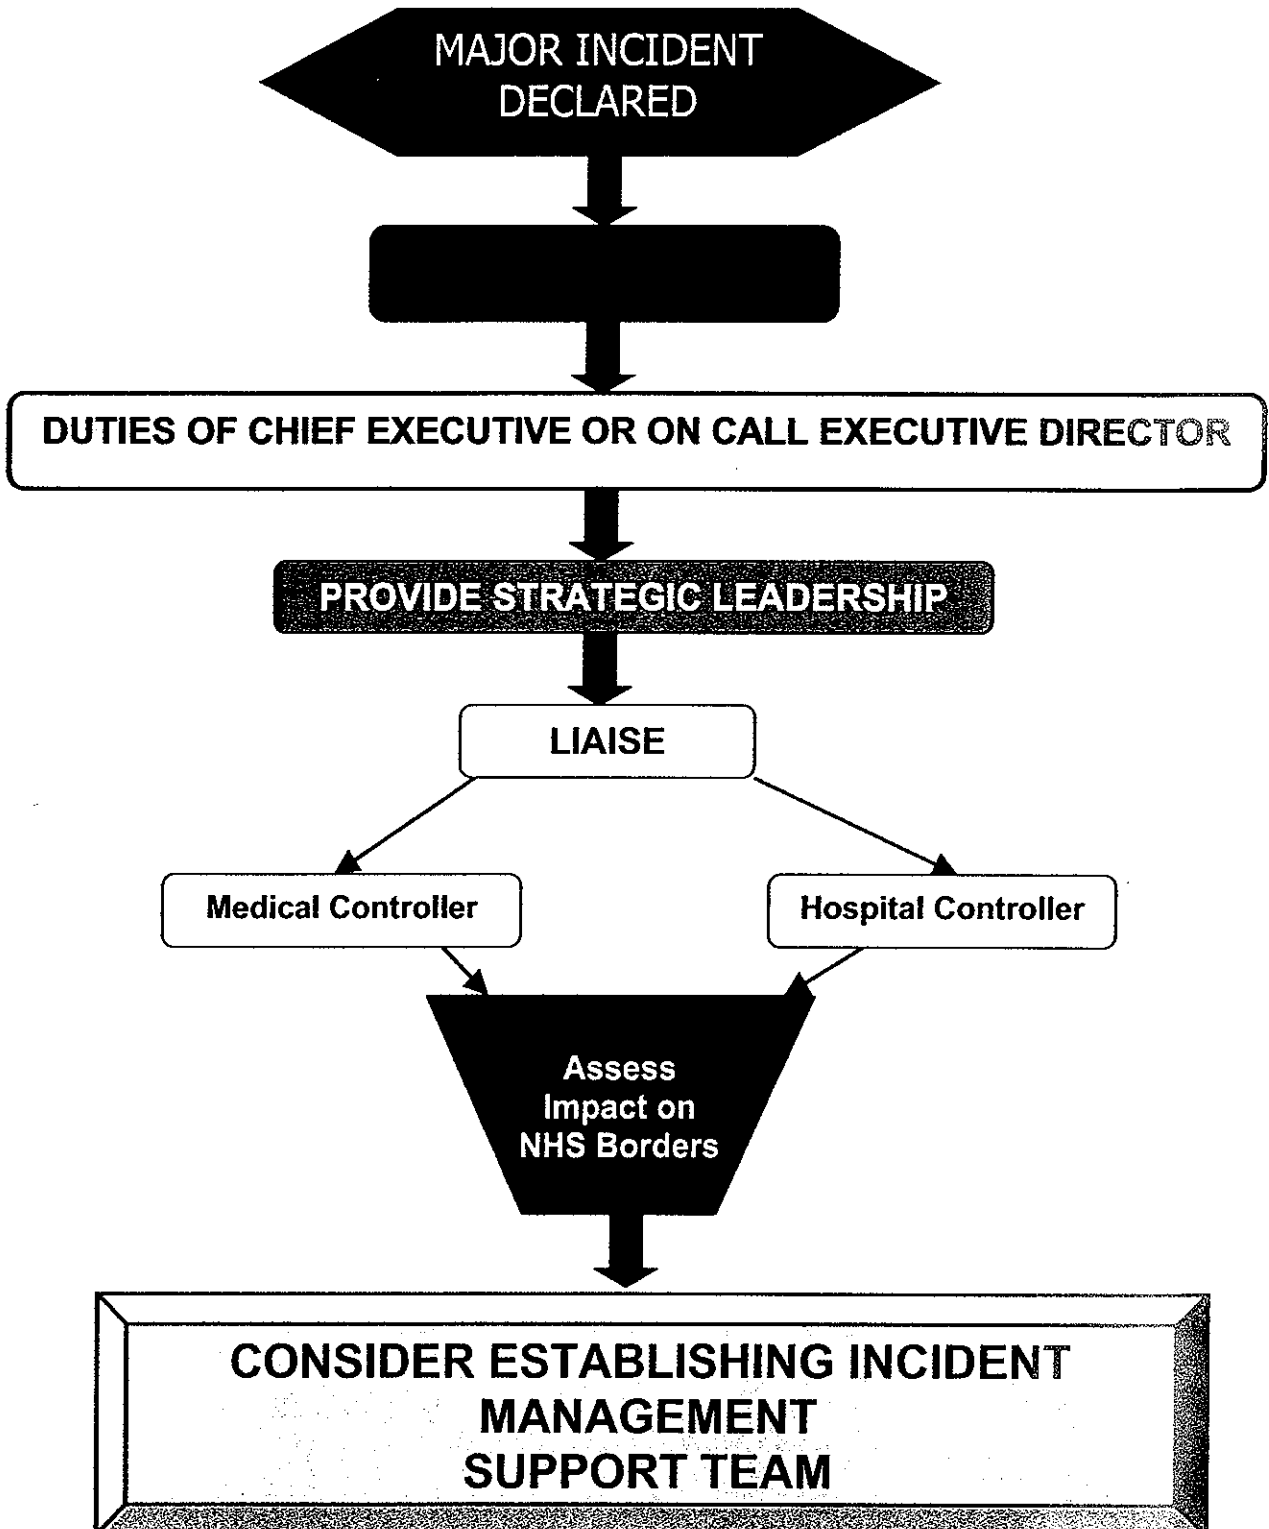 MAJOR INCIDENT
DECLARED
DUTIES OF CHIEF EXECUTIVE OR ON CALL EXECUTIVE DIRECTOR
PROVIDE STRATEGIC LEADERSHIP
LIAISE
Medical Controller
Hospital Controller
Assess
Impact on
NHS Borders
CONSIDER ESTABLISHING INCIDENT
MANAGEMENT
SUPPORT TEAM